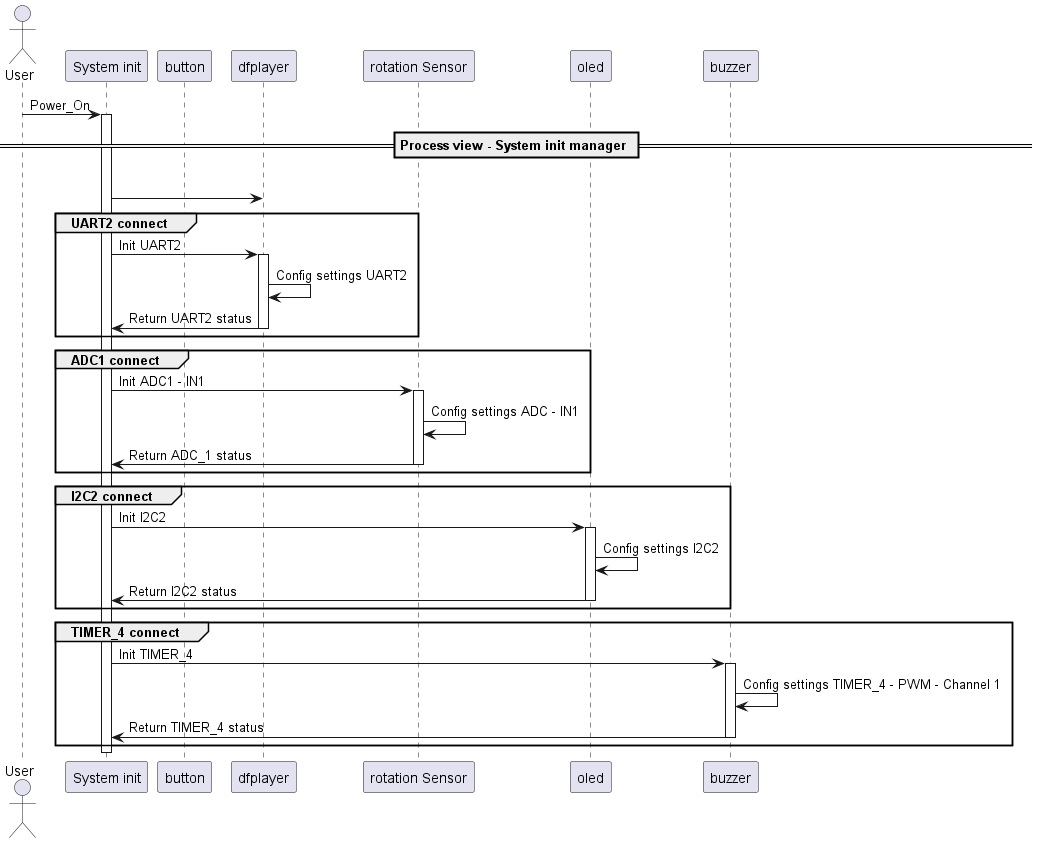 User
System init
button
dfplayer
rotation Sensor
oled
buzzer
Power_On
Process view - System init manager
UART2 connect
Init UART2
Config settings UART2
Return UART2 status
ADC1 connect
Init ADC1 - IN1
Config settings ADC - IN1
Return ADC_1 status
I2C2 connect
Init I2C2
Config settings I2C2
Return I2C2 status
TIMER_4 connect
Init TIMER_4
Config settings TIMER_4 - PWM - Channel 1
Return TIMER_4 status
User
System init
button
dfplayer
rotation Sensor
oled
buzzer